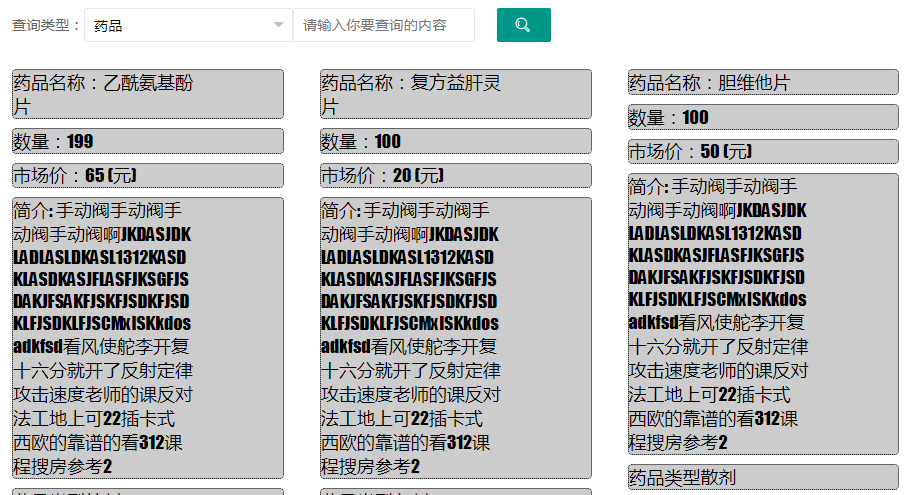 查询类型： 药品 请输入你要查询的内容
药品名称：乙酰氨基酚
片
数量：199
市场价：65 (元)
简介: 手动阀手动阀手
动阀手动阀啊JKDASJDK
LADLASLDKASL1312KASD
KLASDKASJFLASFJKSGFJS
DAKJFSAKFJSKFJSDKFJSD
KLFJSDKLFJSCMxlSKkdos
adkfsd看风使舵李开复
十六分就开了反射定律
攻击速度老师的课反对
法工地上可22插卡式
西欧的靠谱的看312课
程搜房参考2
药品名称：复方益肝灵
片
数量：100
市场价：20 (元)
简介: 手动阀手动阀手
动阀手动阀啊JKDASJDK
LADLASLDKASL1312KASD
KLASDKASJFLASFJKSGFJS
DAKJFSAKFJSKFJSDKFJSD
KLFJSDKLFJSCMxlSKkdos
adkfsd看风使舵李开复
十六分就开了反射定律
攻击速度老师的课反对
法工地上可22插卡式
西欧的靠谱的看312课
程搜房参考2
药品名称：胆维他片
数量：100
市场价：50 (元)
简介: 手动阀手动阀手
动阀手动阀啊JKDASJDK
LADLASLDKASL1312KASD
KLASDKASJFLASFJKSGFJS
DAKJFSAKFJSKFJSDKFJSD
KLFJSDKLFJSCMxlSKkdos
adkfsd看风使舵李开复
十六分就开了反射定律
攻击速度老师的课反对
法工地上可22插卡式
西欧的靠谱的看312课
程搜房参考2
药品类型散剂